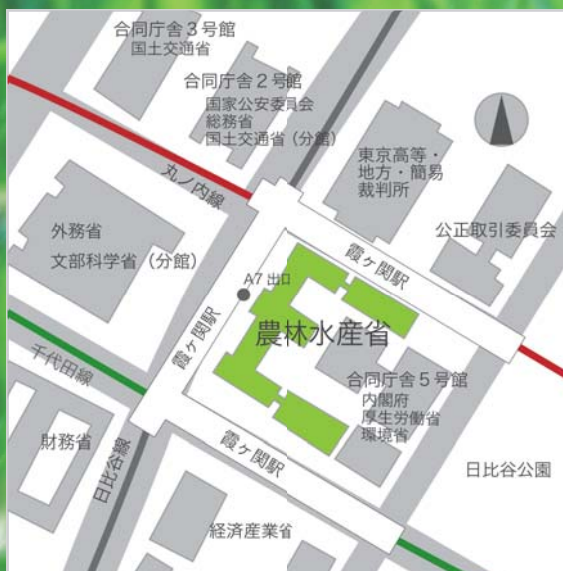 合同庁舎3号館
国土交通省
合同庁舎2号館
国家公安委員会
総務省
国土交通省(分館)
丸ノ内線
東京高等・
地方・簡易
裁判所
公正取引委員会
外務省
文部科学省(分館)
霞ヶ関駅
A7出口
霞ヶ関駅
農林水産省
千代田線
合同庁舎5号館
内閣府
厚生労働省
環境省
財務省
日比谷線
霞ヶ関駅
日比谷公園
経済産業省